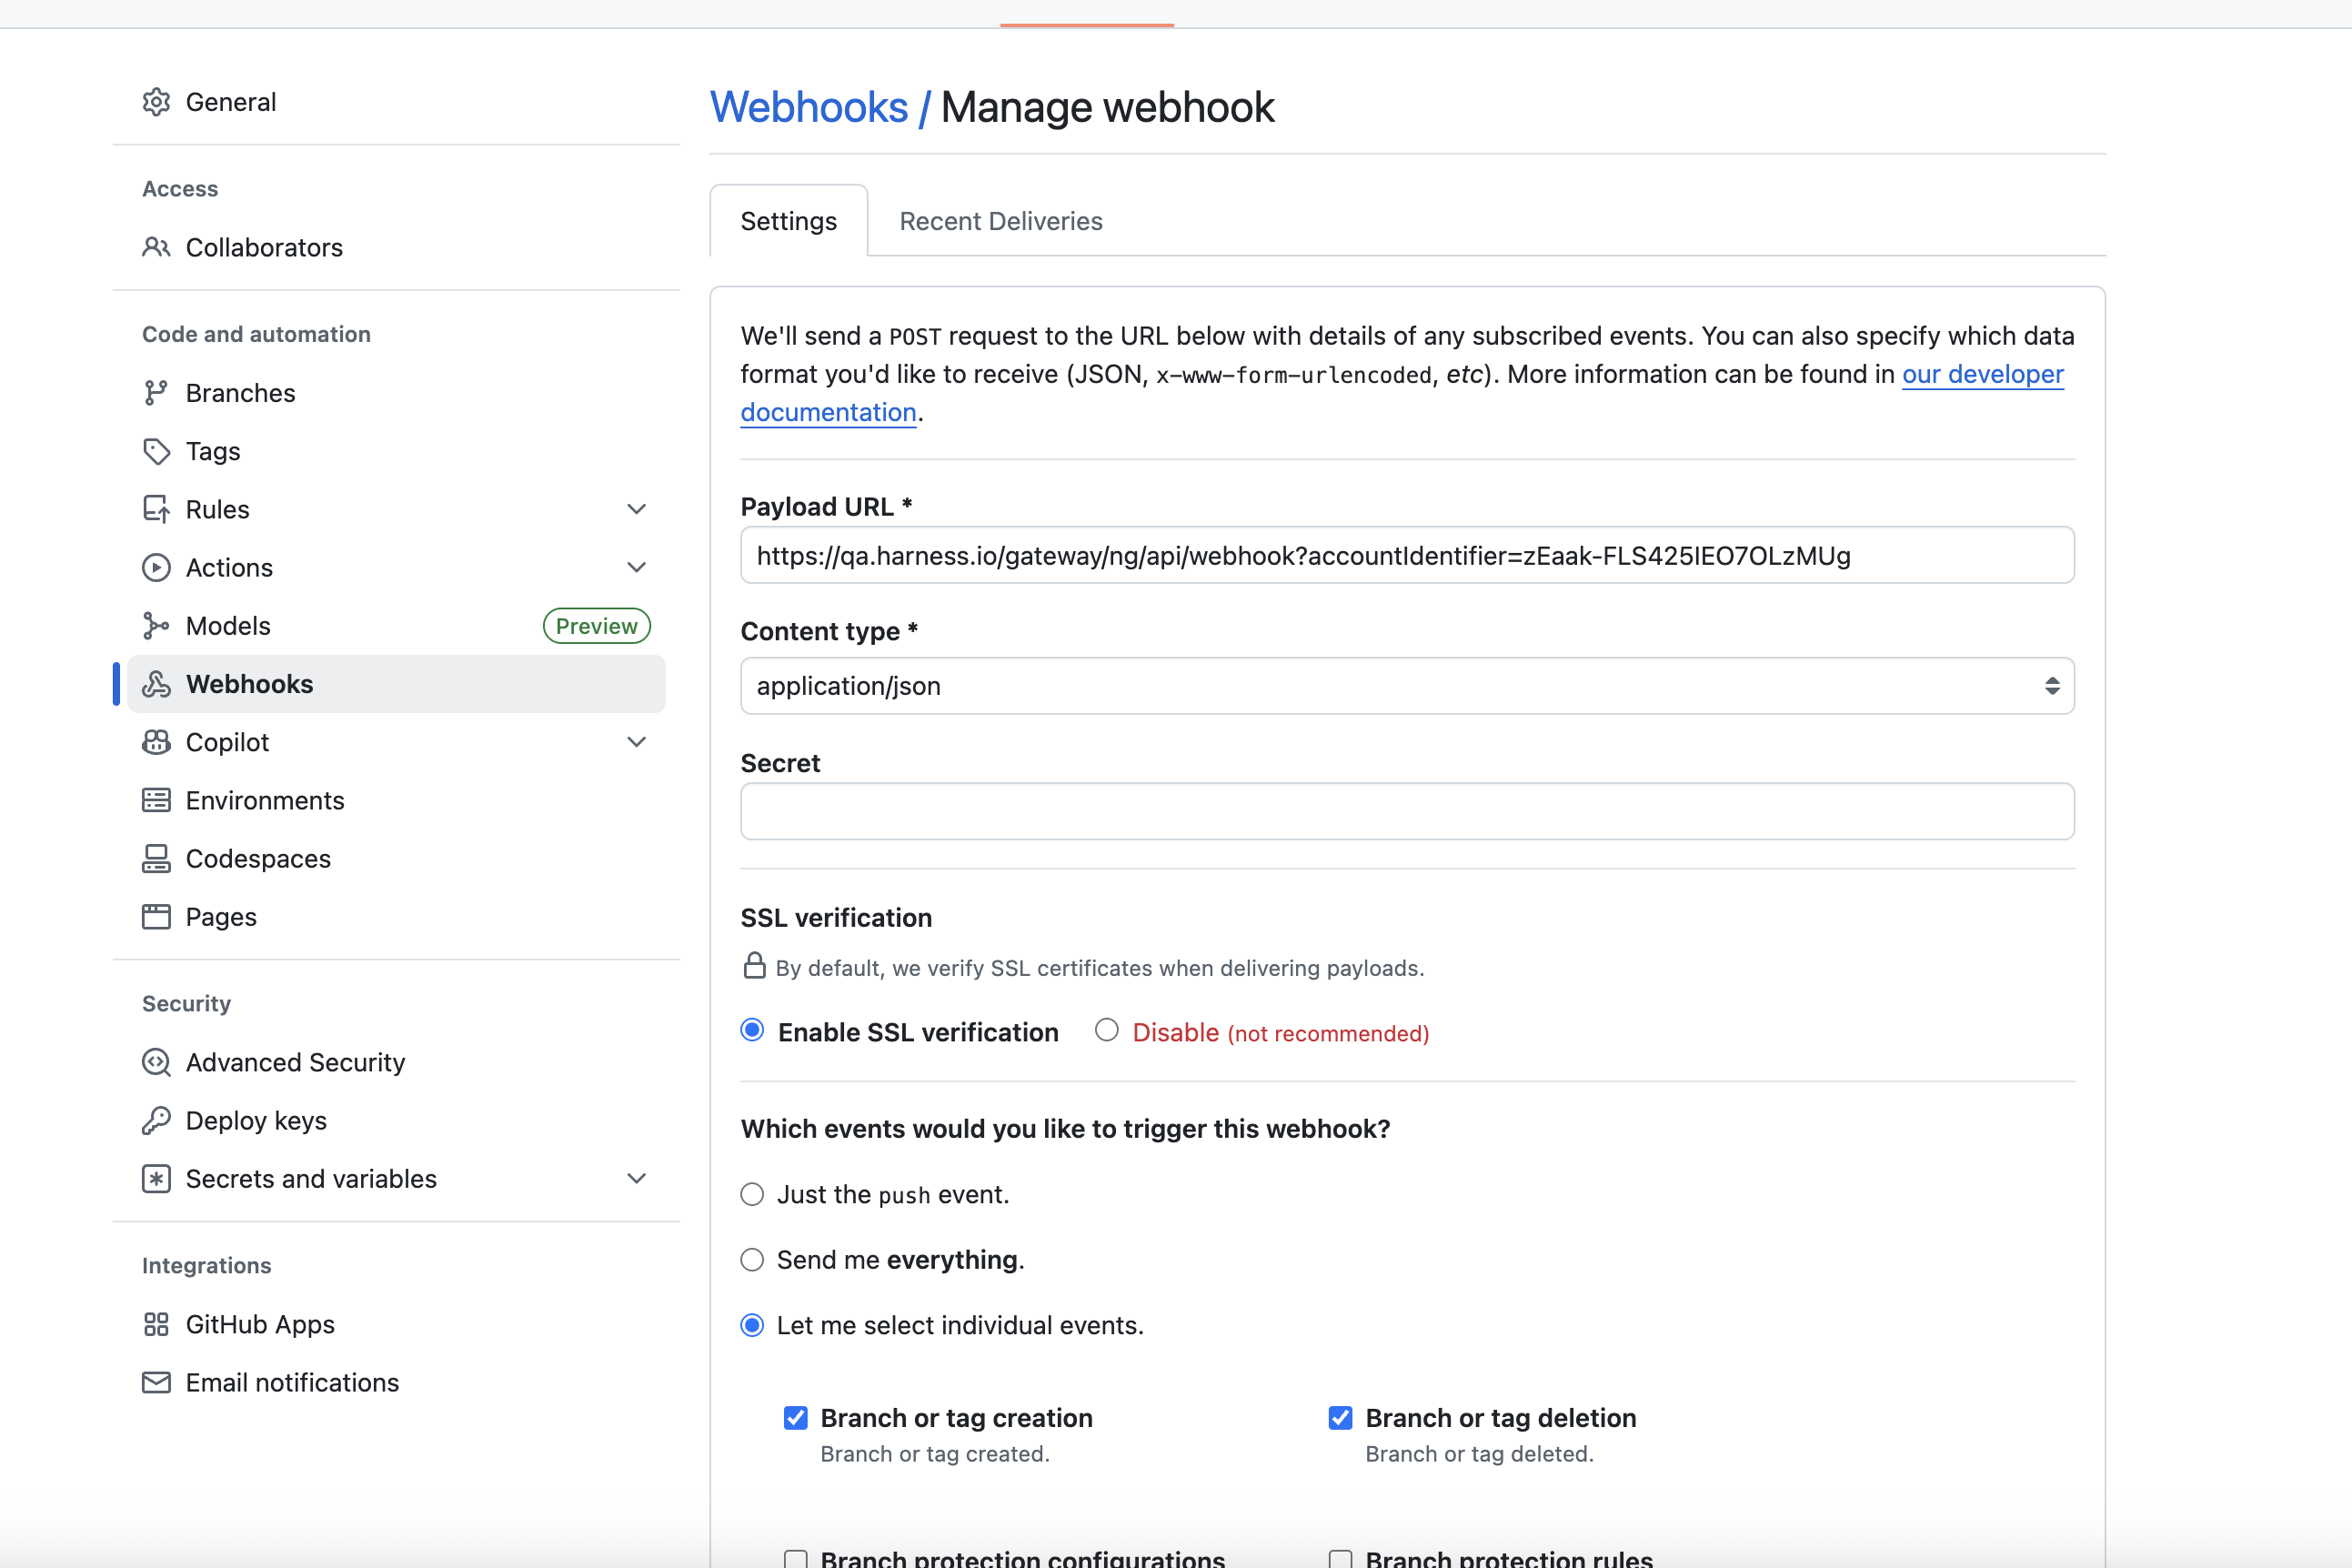 General
Access
Collaborators
Code and automation
Branches
Tags
Rules
Actions
Models
Preview
Webhooks
Copilot
Environments
Codespaces
Pages
Security
Advanced Security
Deploy keys
Secrets and variables
Integrations
GitHub Apps
Email notifications
Webhooks / Manage webhook
Settings
Recent Deliveries
We'll send a POST request to the URL below with details of any subscribed events. You can also specify which data
format you'd like to receive (JSON, x-www-form-urlencoded, etc). More information can be found in our developer
documentation.
Payload URL *
https://qa.harness.io/gateway/ng/api/webhook?accountIdentifier=zEaak-FLS425IEO7OLzMUg
Content type *
application/json
Secret
SSL verification
By default, we verify SSL certificates when delivering payloads.
Enable SSL verification
Disable (not recommended)
Which events would you like to trigger this webhook?
Just the push event.
Send me everything.
Let me select individual events.
Branch or tag creation
Branch or tag created.
Branch or tag deletion
Branch or tag deleted.
Branch protection configurations
Branch protection rules